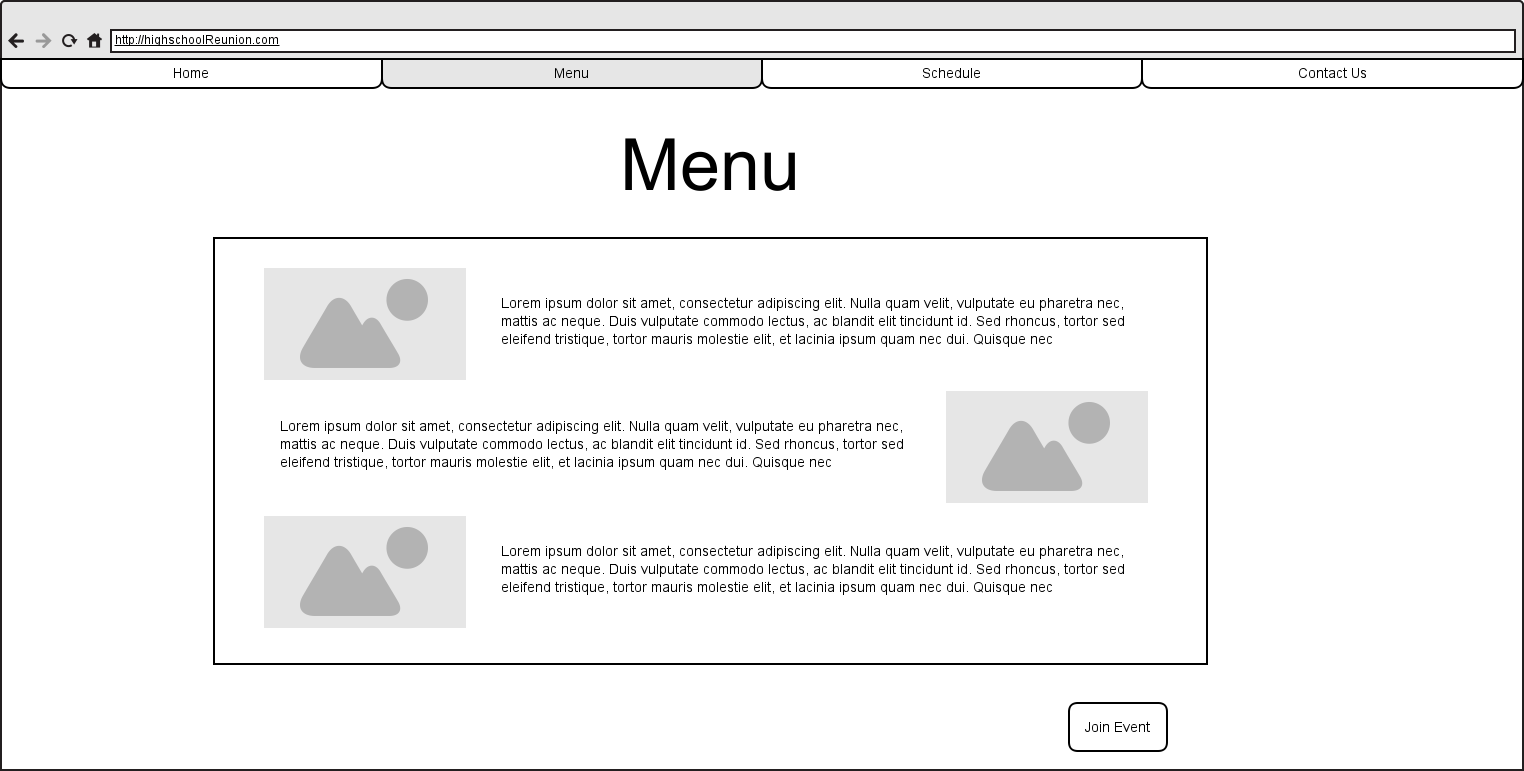 http://highschoolReunion.com
Home
Menu
Schedule
Contact Us
Menu
Lorem ipsum dolor sit amet, consectetur adipiscing elit. Nulla quam velit, vulputate eu pharetra nec,
mattis ac neque. Duis vulputate commodo lectus, ac blandit elit tincidunt id. Sed rhoncus, tortor sed
eleifend tristique, tortor mauris molestie elit, et lacinia ipsum quam nec dui. Quisque nec
Lorem ipsum dolor sit amet, consectetur adipiscing elit. Nulla quam velit, vulputate eu pharetra nec,
mattis ac neque. Duis vulputate commodo lectus, ac blandit elit tincidunt id. Sed rhoncus, tortor sed
eleifend tristique, tortor mauris molestie elit, et lacinia ipsum quam nec dui. Quisque nec
Lorem ipsum dolor sit amet, consectetur adipiscing elit. Nulla quam velit, vulputate eu pharetra nec,
mattis ac neque. Duis vulputate commodo lectus, ac blandit elit tincidunt id. Sed rhoncus, tortor sed
eleifend tristique, tortor mauris molestie elit, et lacinia ipsum quam nec dui. Quisque nec
Join Event